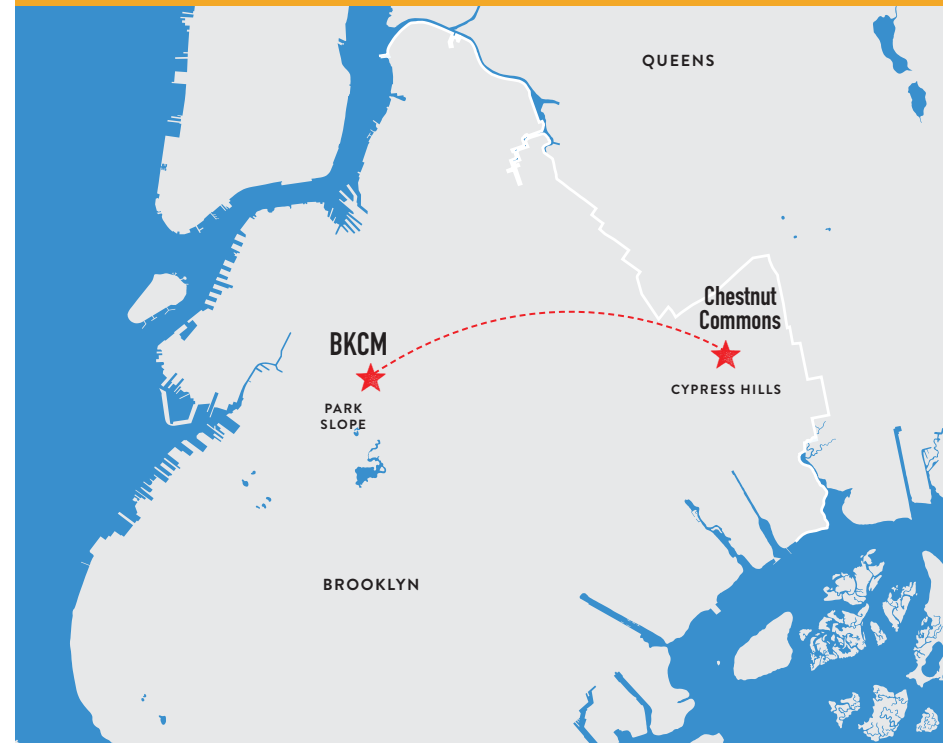 QUEENS
Chestnut
Commons
BKCM
CYPRESS HILLS
PARK
SLOPE
BROOKLYN